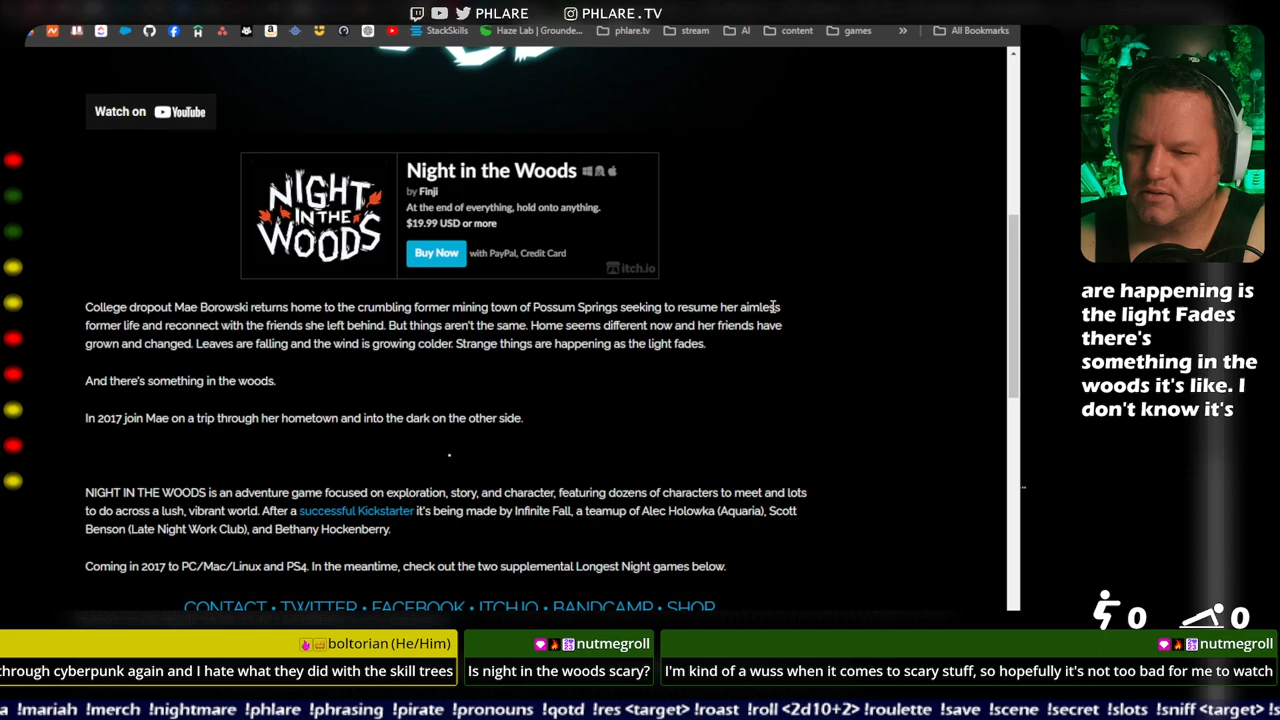 PHLARE
PHLARE.TV
StackSkills
Haze Lab | Grounde...
phlare.tv
stream
AI
content
games
»
All Bookmarks
Watch on YouTube
NIGHT
IN THE
WOODS
Night in the Woods
by Finji
At the end of everything, hold onto anything.
$19.99 USD or more
Buy Now with PayPal, Credit Card
itch.io
College dropout Mae Borowski returns home to the crumbling former mining town of Possum Springs seeking to resume her aimless
former life and reconnect with the friends she left behind. But things aren't the same. Home seems different now and her friends have
grown and changed. Leaves are falling and the wind is growing colder. Strange things are happening as the light fades.
And there's something in the woods.
In 2017 join Mae on a trip through her hometown and into the dark on the other side.
NIGHT IN THE WOODS is an adventure game focused on exploration, story, and character, featuring dozens of characters to meet and lots
to do across a lush, vibrant world. After a successful Kickstarter it's being made by Infinite Fall, a teamup of Alec Holowka (Aquaria), Scott
Benson (Late Night Work Club), and Bethany Hockenberry.
Coming in 2017 to PC/Mac/Linux and PS4. In the meantime, check out the two supplemental Longest Night games below.
CONTACT • TWITTER • FACEBOOK • ITCH.IO • BANDCAMP • SHOP
are happening is
the light Fades
there's
something in the
woods it's like. I
don't know it's
0
0
boltorian (He/Him)
through cyberpunk again and I hate what they did with the skill trees
nutmegroll
Is night in the woods scary?
nutmegroll
I'm kind of a wuss when it comes to scary stuff, so hopefully it's not too bad for me to watch
a !mariah !merch !nightmare !phlare !phrasing !pirate !pronouns !qotd !res <target> !roast !roll <2d10+2> !roulette !save !scene !secret !slots !sniff <target> !s